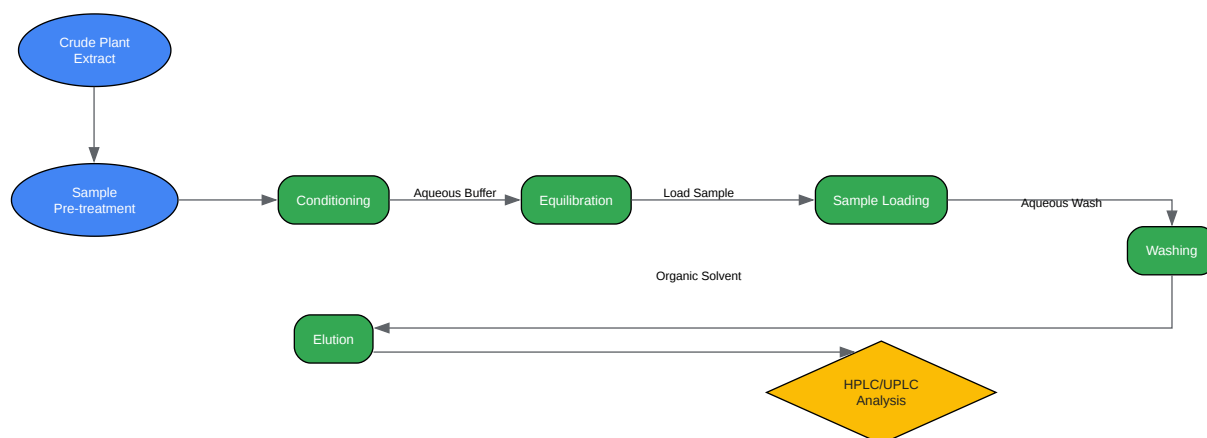 Crude Plant
Extract
Sample
Pre-treatment
Conditioning
Aqueous Buffer
Equilibration
Load Sample
Sample Loading
Aqueous Wash
Washing
Organic Solvent
Elution
HPLC/UPLC
Analysis